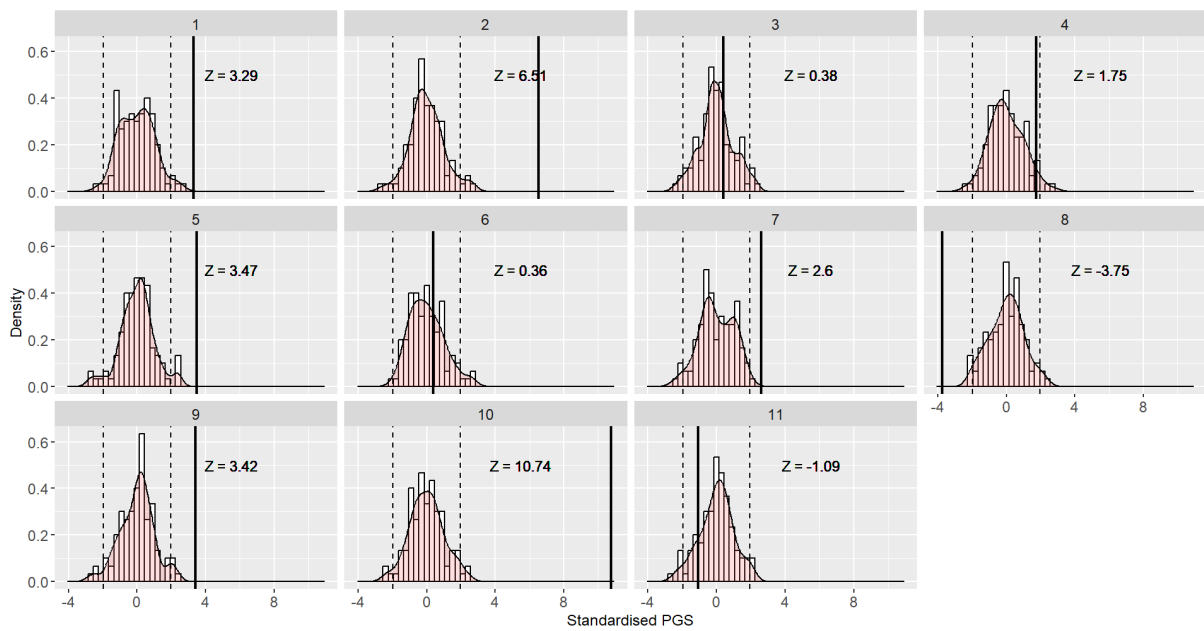 1 2 3 4
0.6
0.4
0.2
0.0
Z = 3.29 Z = 6.51 Z = 0.38 Z = 1.75
5 6 7 8
0.6
0.4
0.2
0.0
Z = 3.47 Z = 0.36 Z = 2.6 Z = -3.75
-4 0 4 8
9 10 11
0.6
0.4
0.2
0.0
Z = 3.42 Z = 10.74 Z = -1.09
-4 0 4 8 -4 0 4 8 -4 0 4 8
Density
Standardised PGS